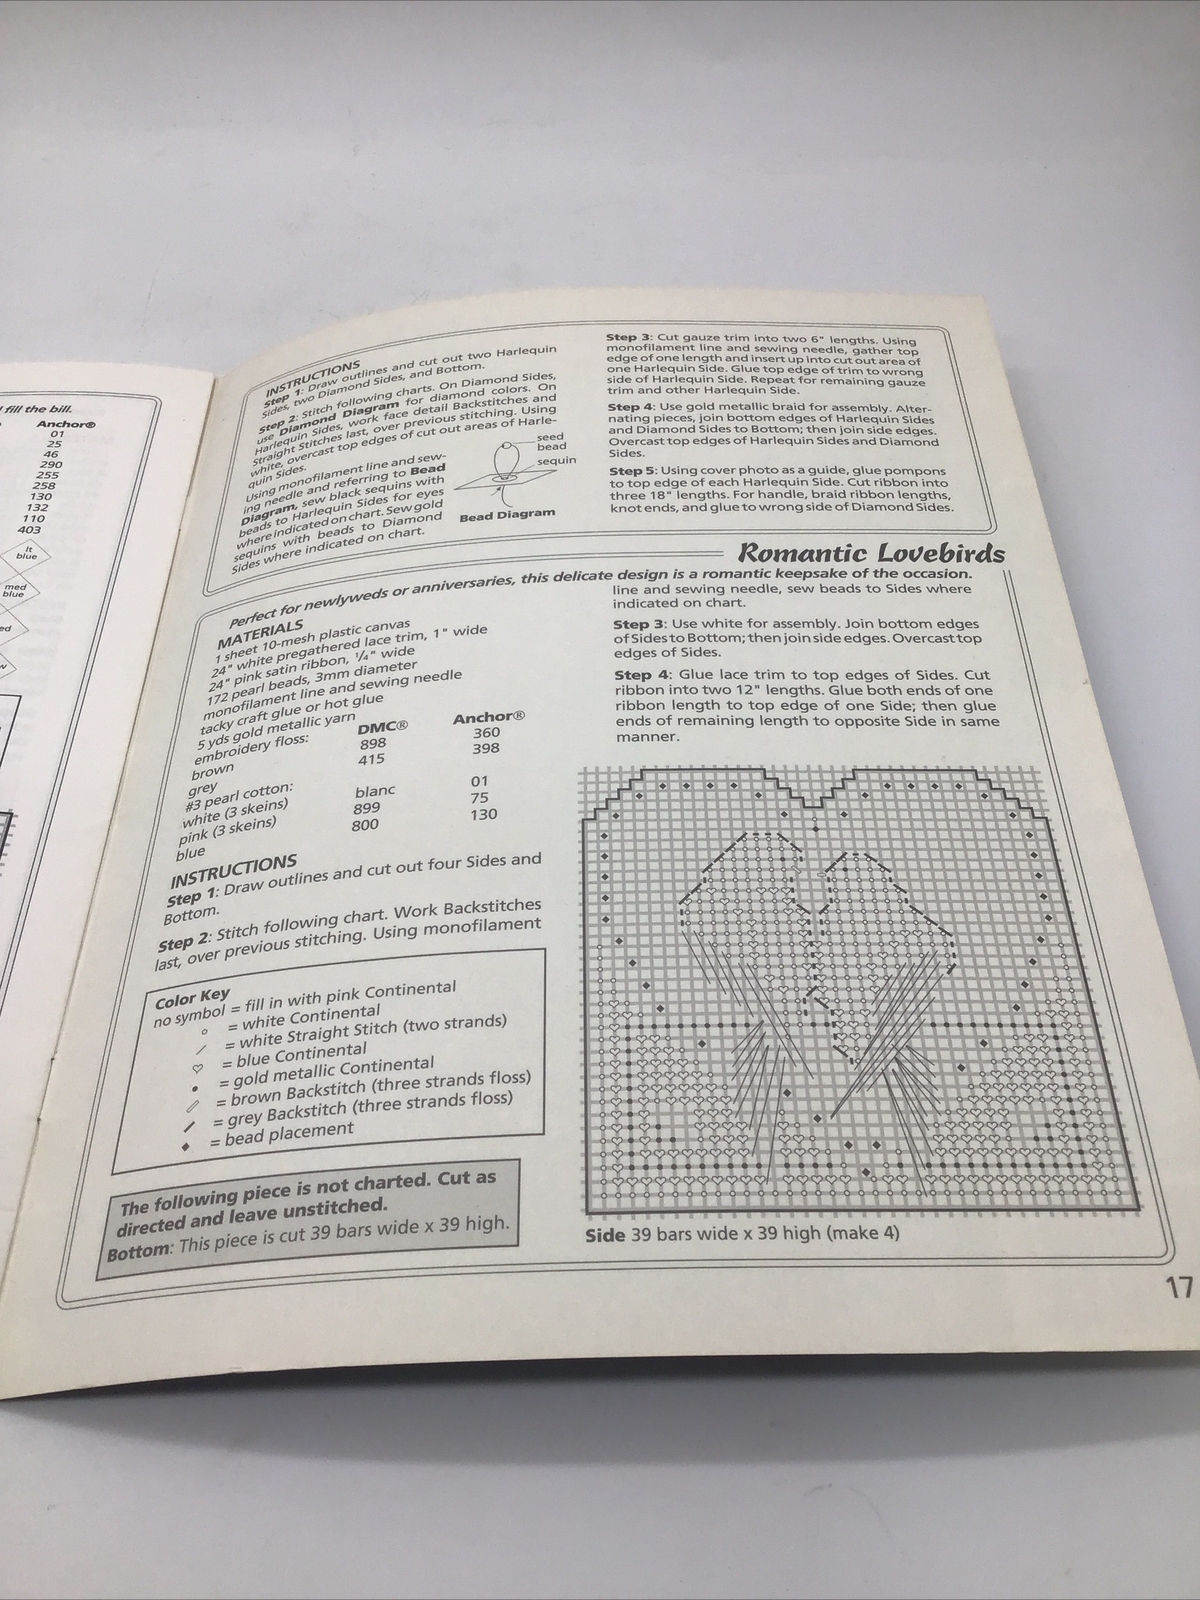 fill the bill.
Anchor®
01
25
46
290
255
258
130
132
110
403
lt
blue
med
blue
INSTRUCTIONS
Step 1: Draw outlines and cut out two Harlequin
Sides, two Diamond Sides, and Bottom.
Step 2: Stitch following charts. On Diamond Sides,
use Diamond Diagram for diamond colors. On
Harlequin Sides, work face detail Backstitches and
Straight Stitches last, over previous stitching. Using
white, overcast top edges of cut out areas of Harle-
quin Sides.
Using monofilament line and sew-
ing needle and referring to Bead
Diagram, sew black sequins with
beads to Harlequin Sides for eyes
where indicated on chart. Sew gold
sequins with beads to Diamond
Sides where indicated on chart.
seed
bead
sequin
Bead Diagram
Step 3: Cut gauze trim into two 6" lengths. Using
monofilament line and sewing needle, gather top
edge of one length and insert up into cut out area of
one Harlequin Side. Glue top edge of trim to wrong
side of Harlequin Side. Repeat for remaining gauze
trim and other Harlequin Side.
Step 4: Use gold metallic braid for assembly. Alter-
nating pieces, join bottom edges of Harlequin Sides
and Diamond Sides to Bottom; then join side edges.
Overcast top edges of Harlequin Sides and Diamond
Sides.
Step 5: Using cover photo as a guide, glue pompons
to top edge of each Harlequin Side. Cut ribbon into
three 18" lengths. For handle, braid ribbon lengths,
knot ends, and glue to wrong side of Diamond Sides.
Romantic Lovebirds
Perfect for newlyweds or anniversaries, this delicate design is a romantic keepsake of the occasion.
MATERIALS
1 sheet 10-mesh plastic canvas
24" white pregathered lace trim, 1" wide
24" pink satin ribbon, 1/4" wide
172 pearl beads, 3mm diameter
monofilament line and sewing needle
tacky craft glue or hot glue
5 yds gold metallic yarn
embroidery floss: DMC® Anchor®
brown 898 360
grey 415 398
#3 pearl cotton:
white (3 skeins) blanc 01
pink (3 skeins) 899 75
blue 800 130
INSTRUCTIONS
Step 1: Draw outlines and cut out four Sides and
Bottom.
Step 2: Stitch following chart. Work Backstitches
last, over previous stitching. Using monofilament
line and sewing needle, sew beads to Sides where
indicated on chart.
Step 3: Use white for assembly. Join bottom edges
of Sides to Bottom; then join side edges. Overcast top
edges of Sides.
Step 4: Glue lace trim to top edges of Sides. Cut
ribbon into two 12" lengths. Glue both ends of one
ribbon length to top edge of one Side; then glue
ends of remaining length to opposite Side in same
manner.
Color Key
no symbol = fill in with pink Continental
= white Continental
= white Straight Stitch (two strands)
= blue Continental
= gold metallic Continental
= brown Backstitch (three strands floss)
= grey Backstitch (three strands floss)
= bead placement
The following piece is not charted. Cut as
directed and leave unstitched.
Bottom: This piece is cut 39 bars wide x 39 high.
Side 39 bars wide x 39 high (make 4)
17